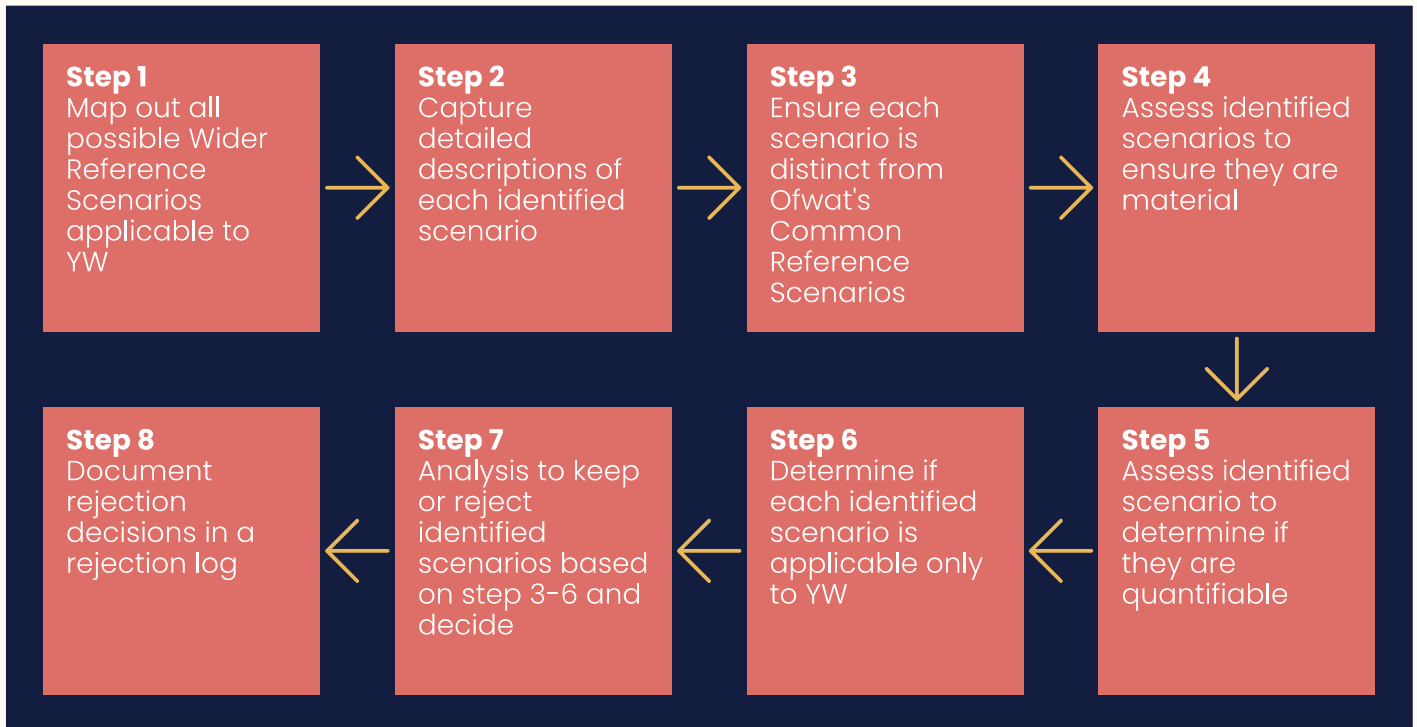 Step 1
Map out all
possible Wider
Reference
Scenarios
applicable to
YW
Step 2
Capture
detailed
descriptions of
each identified
scenario
Step 3
Ensure each
scenario is
distinct from
Ofwat's
Common
Reference
Scenarios
Step 4
Assess identified
scenarios to
ensure they are
material
Step 5
Assess identified
scenario to
determine if
they are
quantifiable
Step 6
Determine if
each identified
scenario is
applicable only
to YW
Step 7
Analysis to keep
or reject
identified
scenarios based
on step 3-6 and
decide
Step 8
Document
rejection
decisions in a
rejection log